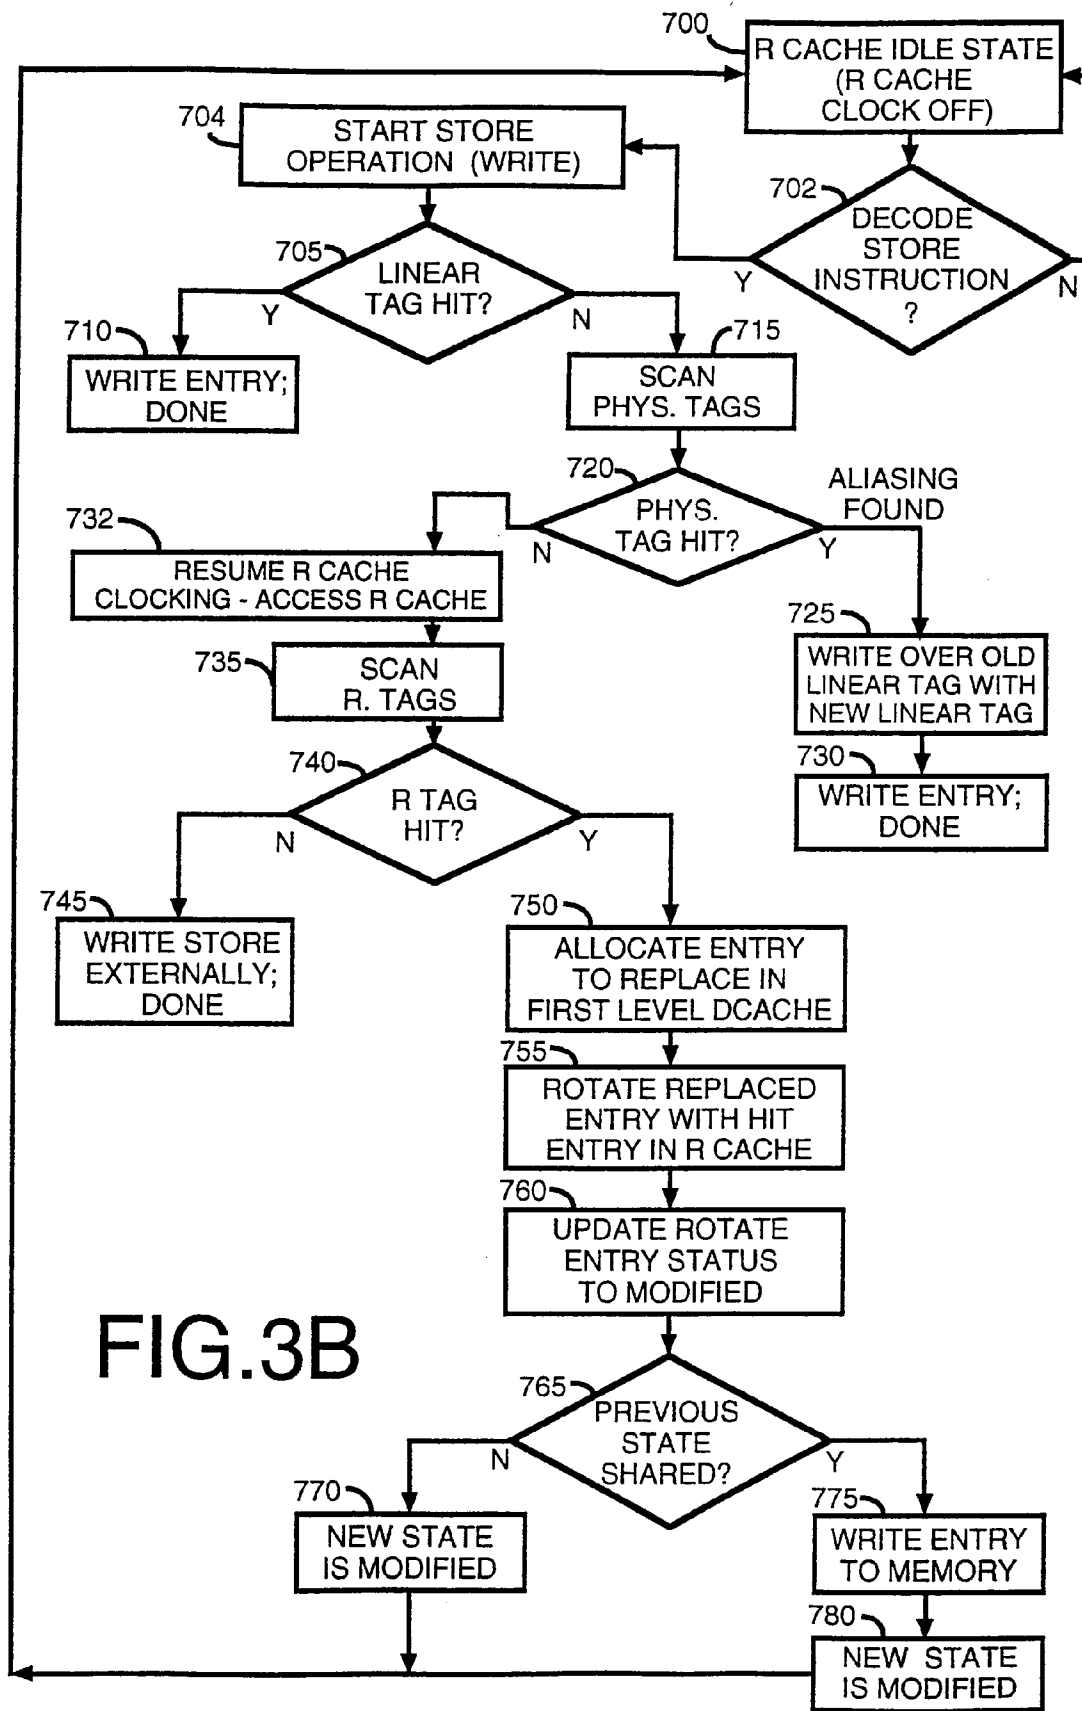 700
R CACHE IDLE STATE
(R CACHE
CLOCK OFF)
704
START STORE
OPERATION (WRITE)
702
DECODE
STORE
INSTRUCTION
?
Y
N
705
LINEAR
TAG HIT?
Y
N
710
WRITE ENTRY;
DONE
715
SCAN
PHYS. TAGS
720
PHYS.
TAG HIT?
N
Y
ALIASING
FOUND
732
RESUME R CACHE
CLOCKING - ACCESS R CACHE
725
WRITE OVER OLD
LINEAR TAG WITH
NEW LINEAR TAG
735
SCAN
R. TAGS
730
WRITE ENTRY;
DONE
740
R TAG
HIT?
N
Y
745
WRITE STORE
EXTERNALLY;
DONE
750
ALLOCATE ENTRY
TO REPLACE IN
FIRST LEVEL DCACHE
755
ROTATE REPLACED
ENTRY WITH HIT
ENTRY IN R CACHE
760
UPDATE ROTATE
ENTRY STATUS
TO MODIFIED
FIG.3B
765
PREVIOUS
STATE
SHARED?
N
Y
770
NEW STATE
IS MODIFIED
775
WRITE ENTRY
TO MEMORY
780
NEW STATE
IS MODIFIED